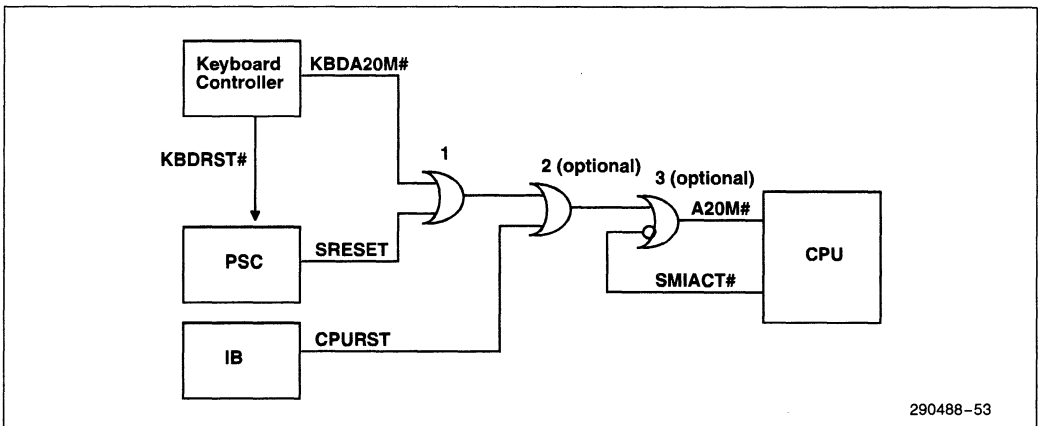 Keyboard
Controller
KBDA20M#
KBDRST#
1
2 (optional)
3 (optional)
A20M#
PSC
SRESET
CPU
SMIACT#
IB
CPURST
290488-53